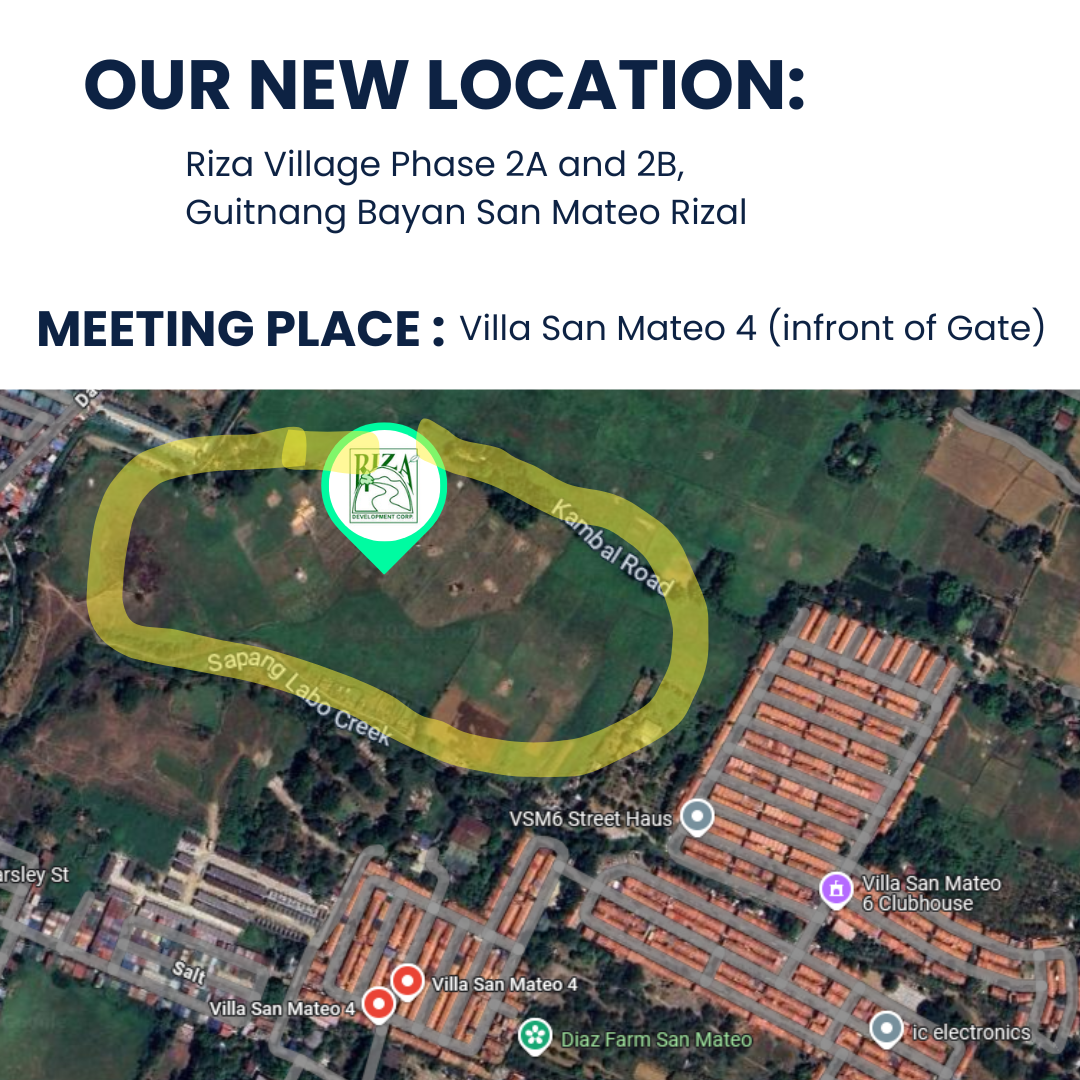 OUR NEW LOCATION:
Riza Village Phase 2A and 2B,
Guitnang Bayan San Mateo Rizal
MEETING PLACE : Villa San Mateo 4 (infront of Gate)
Da
RIZA
DEVELOPMENT CORP.
Kambal Road
Sapang Labo Creek
VSM6 Street Haus
arsley St
Villa San Mateo
6 Clubhouse
Salt
Villa San Mateo 4
Villa San Mateo 4
ic electronics
Diaz Farm San Mateo